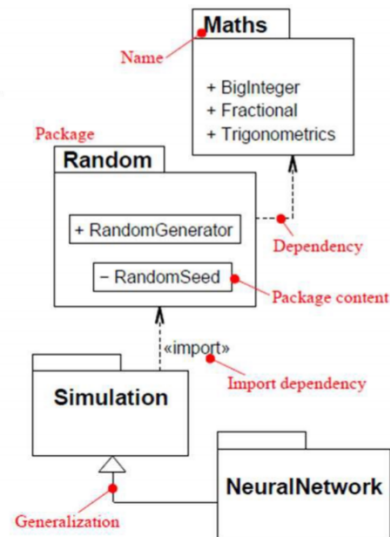 Maths
Name
+ BigInteger
+ Fractional
+ Trigonometrics
Package
Random
+ RandomGenerator
Dependency
− RandomSeed
Package content
«import»
Import dependency
Simulation
NeuralNetwork
Generalization